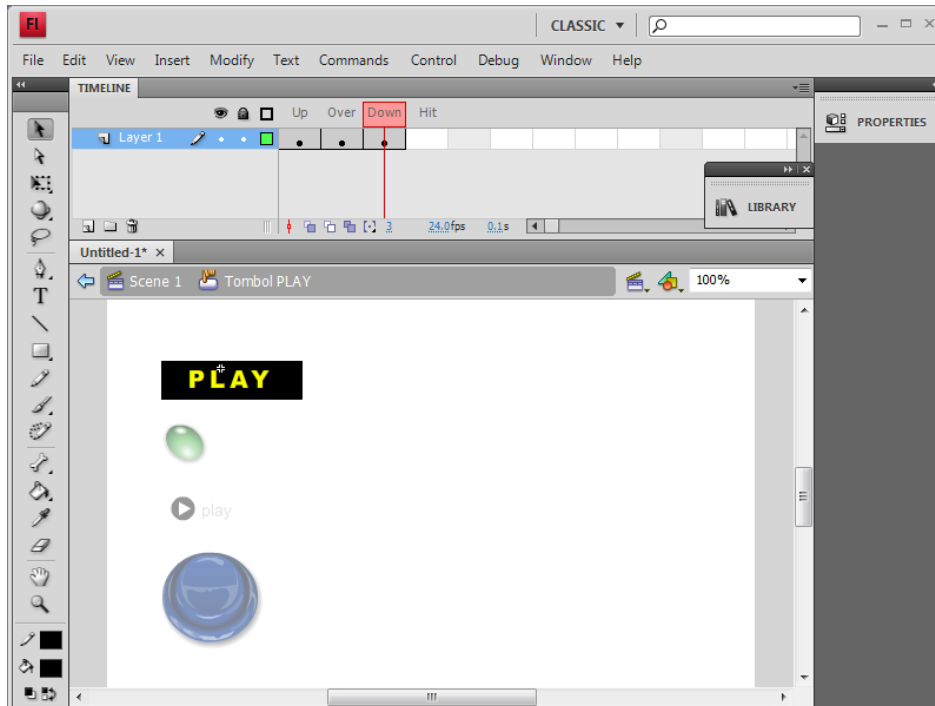 Fl CLASSIC
File Edit View Insert Modify Text Commands Control Debug Window Help
TIMELINE
Up Over Down Hit
PROPERTIES
Layer 1
LIBRARY
3 24.0fps 0.1s
Untitled-1*
Scene 1 Tombol PLAY 100%
T
PLAY
play